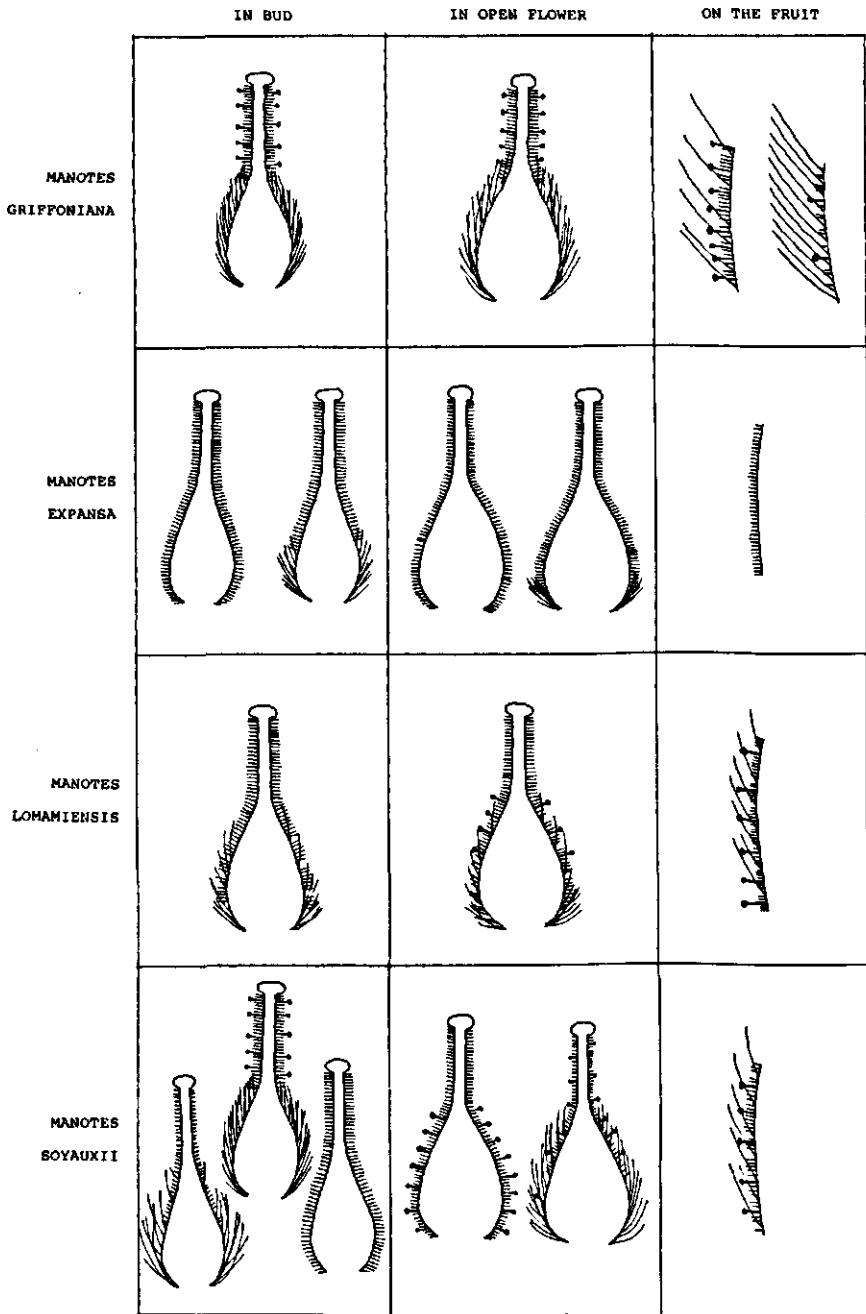 IN BUD
IN OPEN FLOWER
ON THE FRUIT
MANOTES
GRIFFONIANA
MANOTES
EXPANSA
MANOTES
LOMAMIENSIS
MANOTES
SOYAUXII